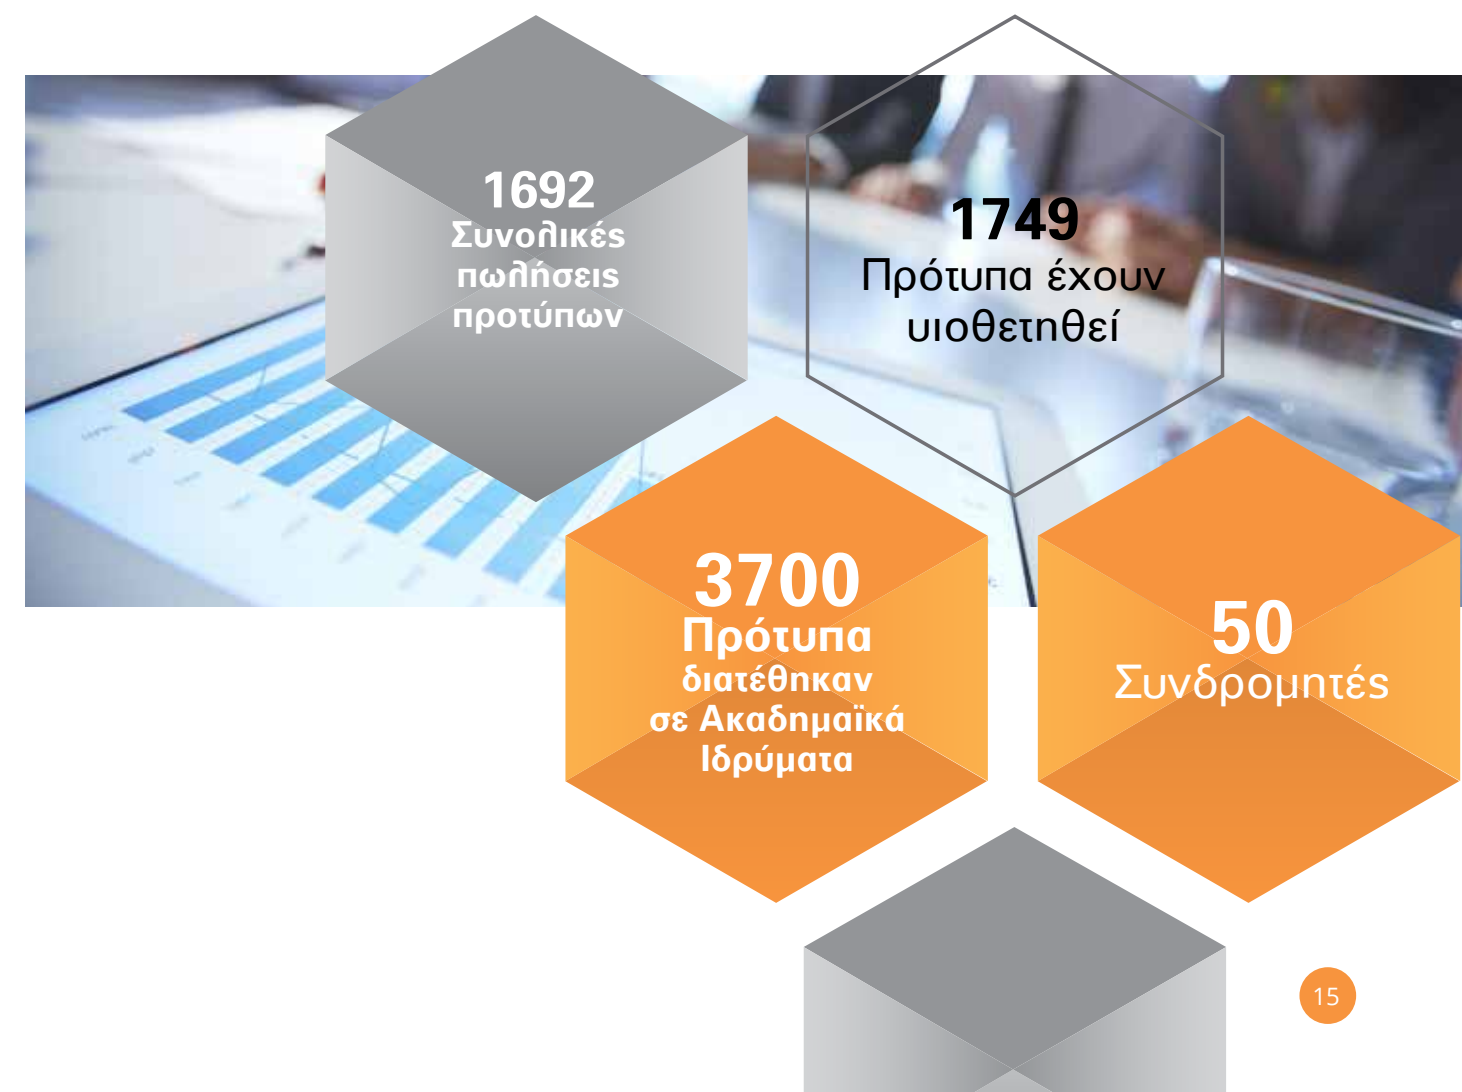 1692
Συνολικές
πωλήσεις
προτύπων
1749
Πρότυπα έχουν
υιοθετηθεί
3700
Πρότυπα
διατέθηκαν
σε Ακαδημαϊκά
Ιδρύματα
50
Συνδρομητές
15